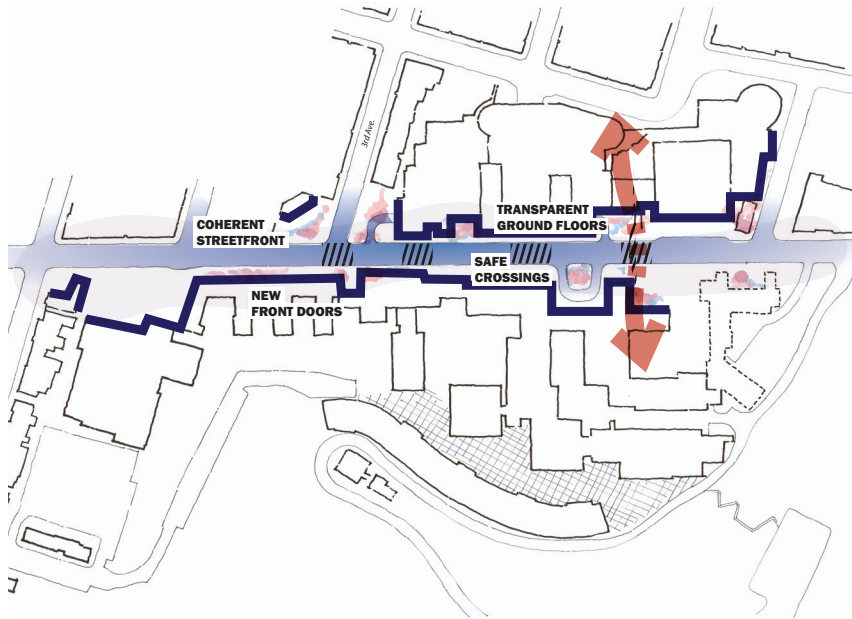 3rd Ave.
COHERENT
STREETFRONT
TRANSPARENT
GROUND FLOORS
SAFE
CROSSINGS
NEW
FRONT DOORS